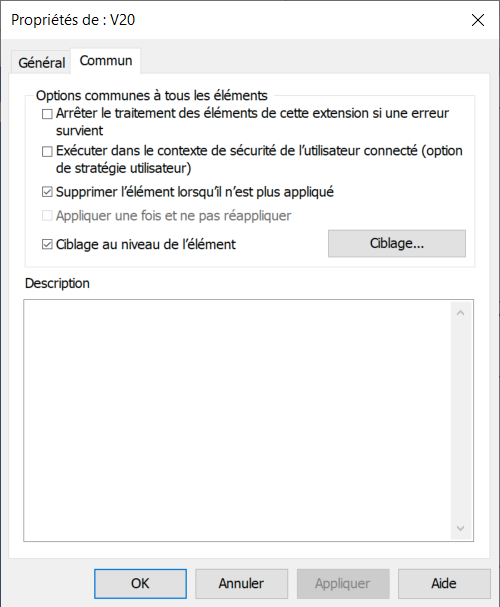 Propriétés de : V20
Général
Commun
Options communes à tous les éléments
Arrêter le traitement des éléments de cette extension si une erreur
survient
Exécuter dans le contexte de sécurité de l'utilisateur connecté (option
de stratégie utilisateur)
Supprimer l'élément lorsqu'il n'est plus appliqué
Appliquer une fois et ne pas réappliquer
Ciblage au niveau de l'élément
Ciblage...
Description
OK
Annuler
Appliquer
Aide